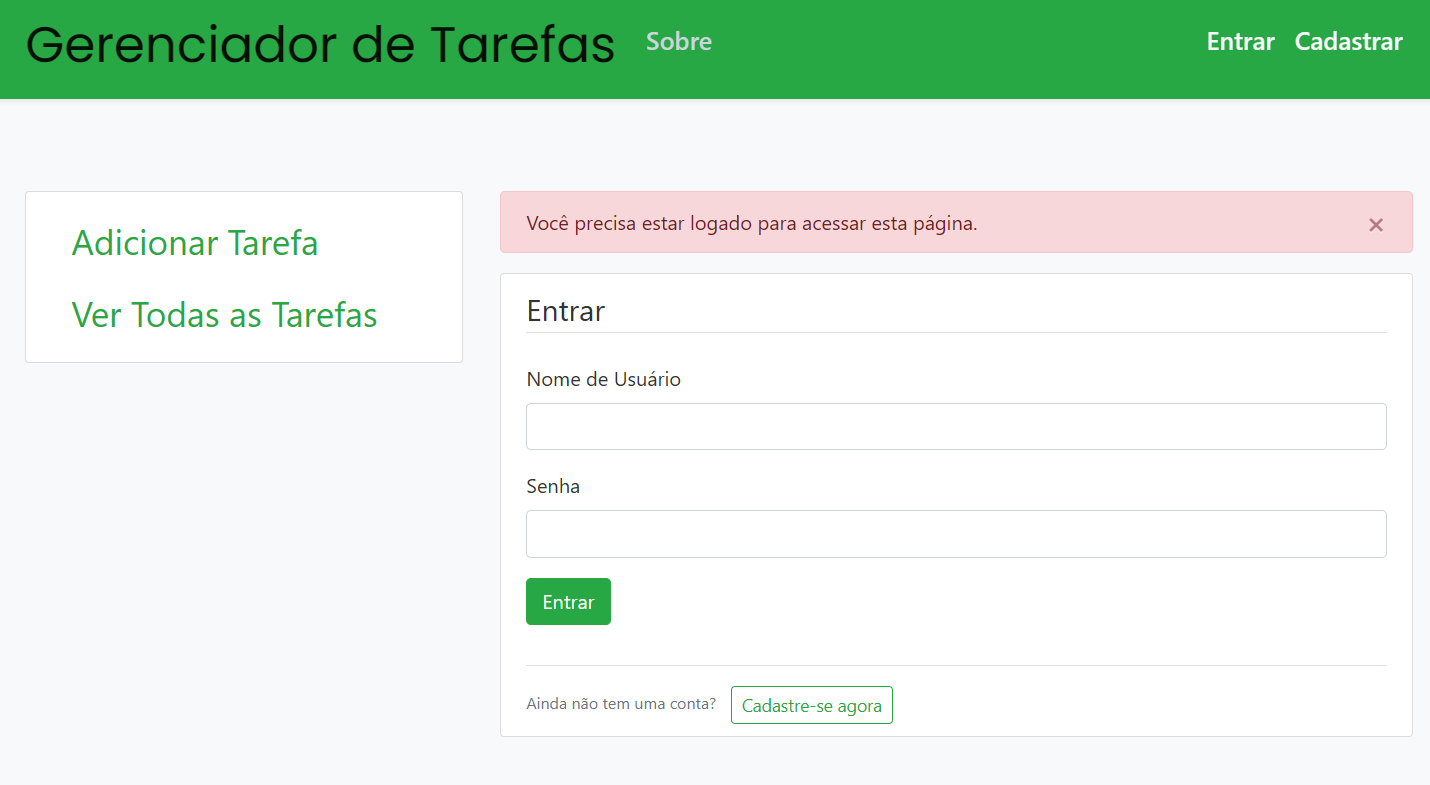 Gerenciador de Tarefas Sobre Entrar Cadastrar
Adicionar Tarefa
Ver Todas as Tarefas
Você precisa estar logado para acessar esta página. ×
Entrar
Nome de Usuário
Senha
Entrar
Ainda não tem uma conta? Cadastre-se agora